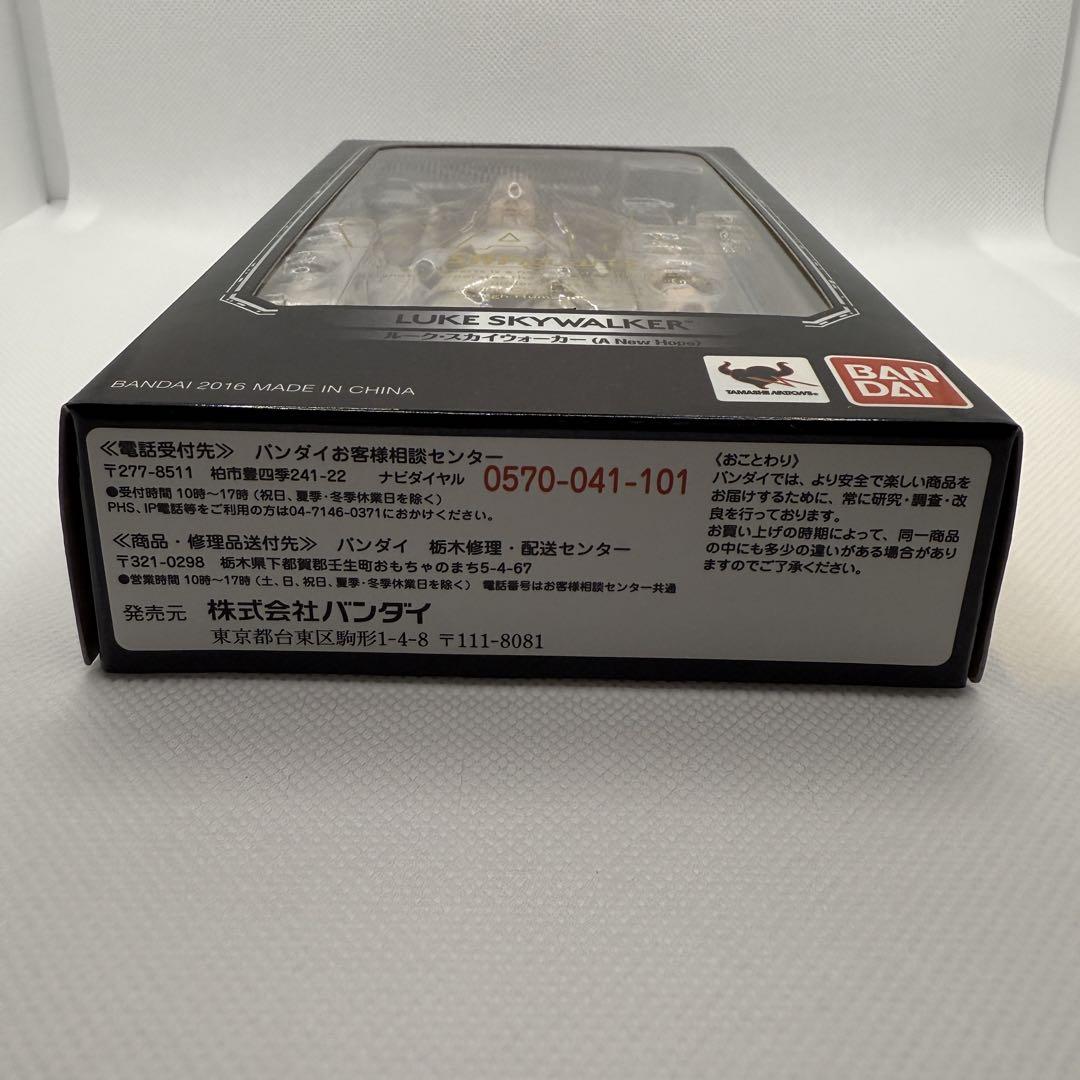 LUKE SKYWALKER
ルーク・スカイウォーカー (A New Hope)
BANDAI 2016 MADE IN CHINA
TAMASHII NATIONS
BAN
DAI
≪電話受付先≫ バンダイお客様相談センター
〒277-8511 柏市豊四季241-22 ナビダイヤル 0570-041-101
●受付時間 10時～17時 (祝日、夏季・冬季休業日を除く)
PHS、IP電話等をご利用の方は04-7146-0371におかけください。
≪商品・修理品送付先≫ バンダイ 栃木修理・配送センター
〒321-0298 栃木県下都賀郡壬生町おもちゃのまち5-4-67
●営業時間 10時～17時 (土、日、祝日、夏季・冬季休業日を除く) 電話番号はお客様相談センター共通
発売元 株式会社バンダイ
東京都台東区駒形1-4-8 〒111-8081
〈おことわり〉
バンダイでは、より安全で楽しい商品を
お届けするために、常に研究・調査・改
良を行っております。
お買い上げの時期によって、同一商品
の中にも多少の違いがある場合があり
ますのでご了承ください。